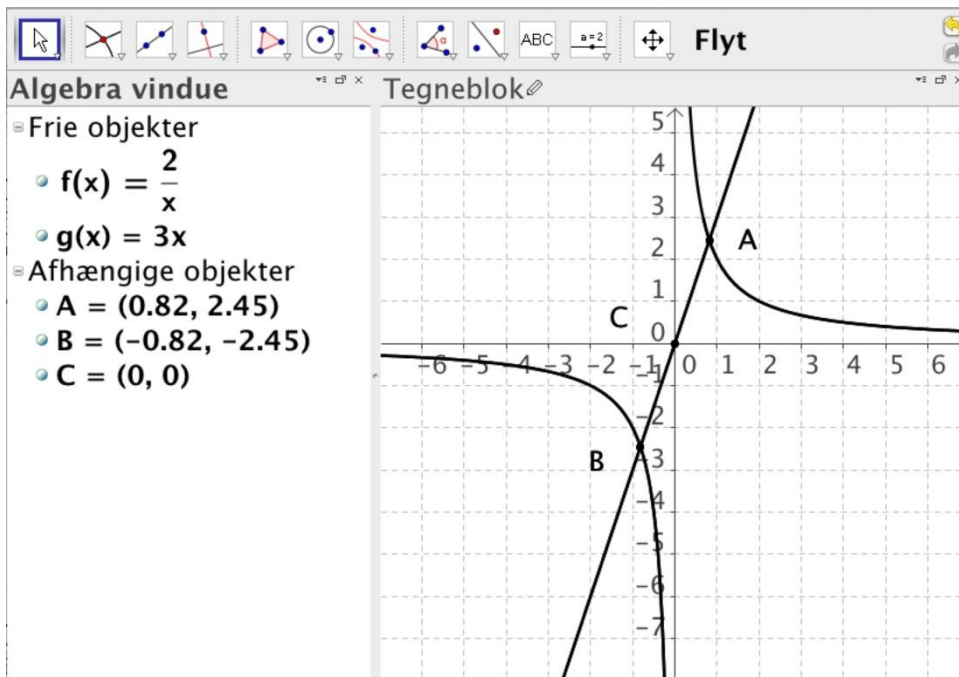 ABC
a=2
Flyt
Algebra vindue
Tegneblok
Frie objekter
f(x) = 2/x
g(x) = 3x
Afhængige objekter
A = (0.82, 2.45)
B = (-0.82, -2.45)
C = (0, 0)
5
4
3
2
1
0
-6 -5 -4 -3 -2 -1 0 1 2 3 4 5 6
-1
-2
-3
-4
-5
-6
-7
A
C
B
α